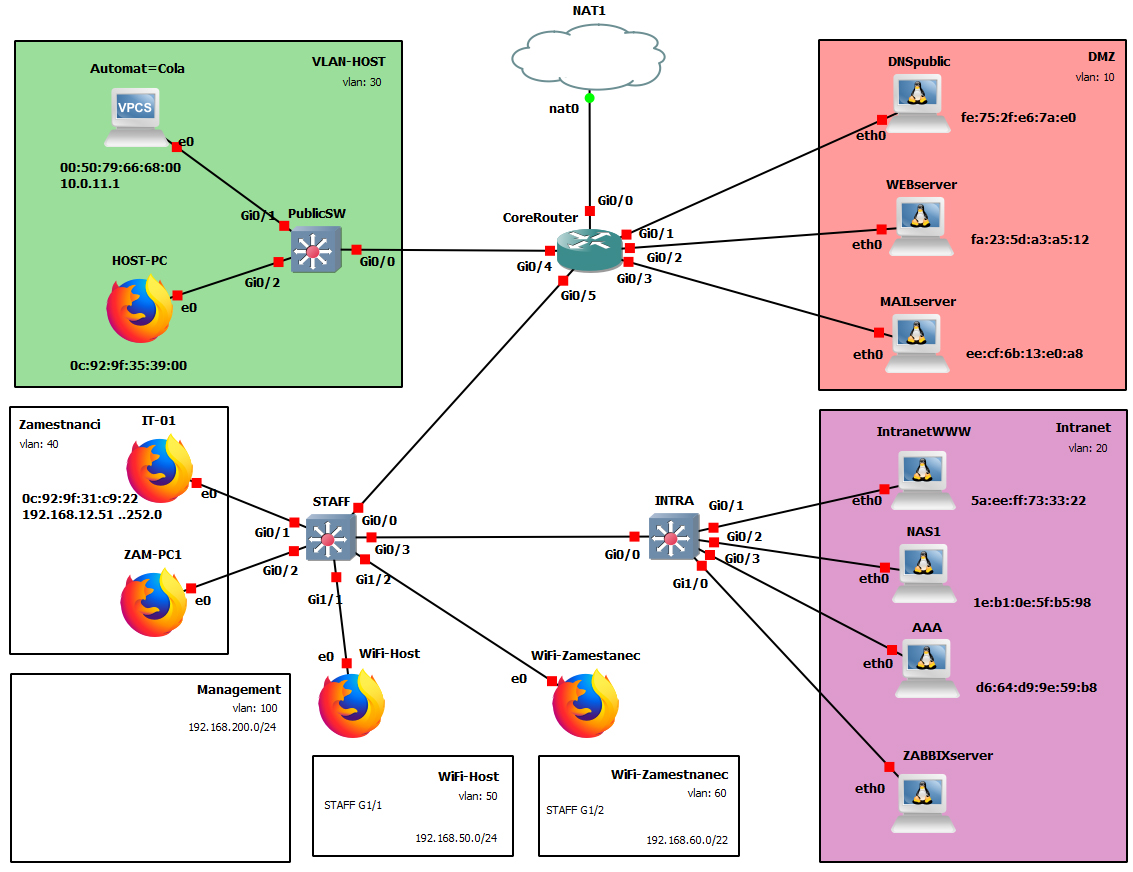 NAT1
nat0
VLAN-HOST
vlan: 30
Automat=Cola
VPCS
e0
00:50:79:66:68:00
10.0.11.1
Gi0/1
PublicSW
Gi0/0
Gi0/2
HOST-PC
e0
0c:92:9f:35:39:00
CoreRouter
Gi0/0
Gi0/1
Gi0/2
Gi0/3
Gi0/4
Gi0/5
DMZ
vlan: 10
DNSpublic
eth0
fe:75:2f:e6:7a:e0
WEBserver
eth0
fa:23:5d:a3:a5:12
MAILserver
eth0
ee:cf:6b:13:e0:a8
Zamestnanci
vlan: 40
IT-01
e0
0c:92:9f:31:c9:22
192.168.12.51 ..252.0
ZAM-PC1
e0
STAFF
Gi0/0
Gi0/1
Gi0/3
Gi0/2
Gi1/1
Gi1/2
INTRA
Gi0/0
Gi0/1
Gi0/2
Gi0/3
Gi1/0
Intranet
vlan: 20
IntranetWWW
eth0
5a:ee:ff:73:33:22
NAS1
eth0
1e:b1:0e:5f:b5:98
AAA
eth0
d6:64:d9:9e:59:b8
ZABBIXserver
eth0
e0
WiFi-Host
WiFi-Zamestanec
e0
Management
vlan: 100
192.168.200.0/24
WiFi-Host
vlan: 50
STAFF G1/1
192.168.50.0/24
WiFi-Zamestnanec
vlan: 60
STAFF G1/2
192.168.60.0/22